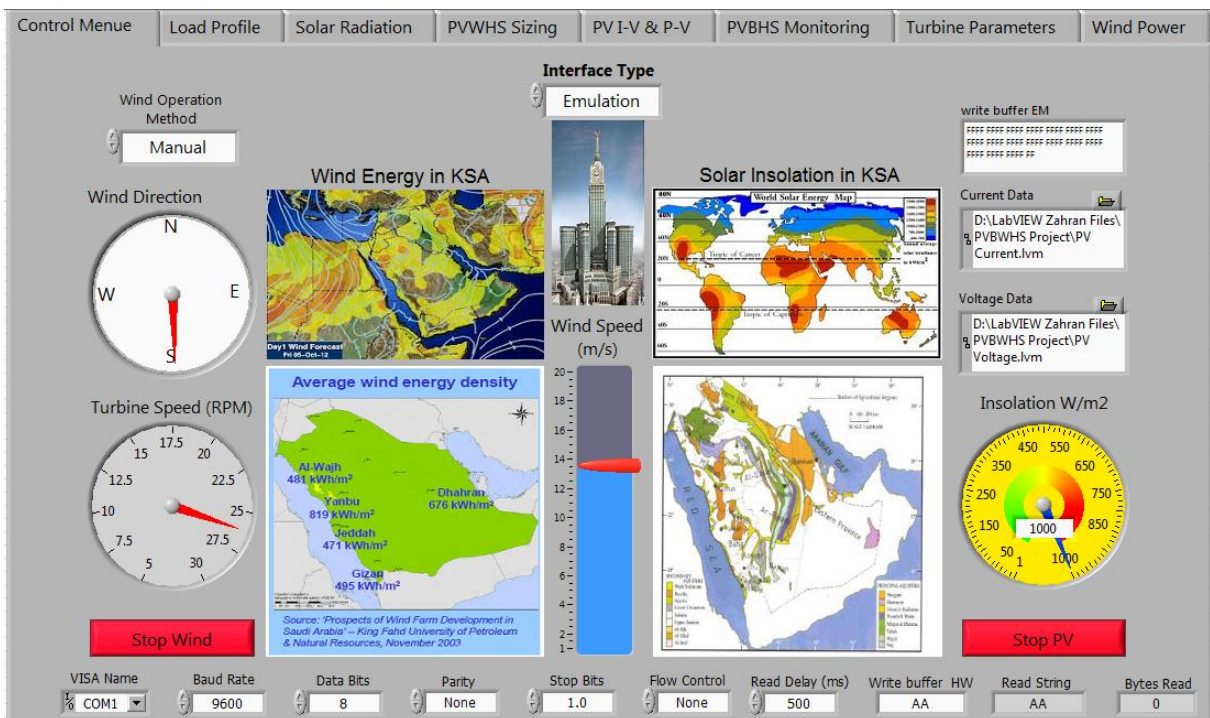 Control Menue
Load Profile
Solar Radiation
PVWHS Sizing
PV I-V & P-V
PVBHS Monitoring
Turbine Parameters
Wind Power
Interface Type
Emulation
Wind Operation
Method
Manual
write buffer EM
FFFF FFFF FFFF FFFF FFFF FFFF FFFF
FFFF FFFF FFFF FFFF FFFF FFFF FFFF
FFFF FFFF FFFF FF
Wind Energy in KSA
Solar Insolation in KSA
Wind Direction
N
W
E
S
Day1 Wind Forecast
Fri 05-Oct-12
World Solar Energy Map
80N
60N
Tropic of Cancer
20N
0
20S
Tropic of
40S
60S
Current Data
D:\LabVIEW Zahran Files\
PVBWHS Project\PV
Current.lvm
Voltage Data
D:\LabVIEW Zahran Files\
PVBWHS Project\PV
Voltage.lvm
Wind Speed
(m/s)
20
18
16
14
12
10
8
6
4
2
1
Turbine Speed (RPM)
5
7.5
10
12.5
15
17.5
20
22.5
25
27.5
30
Average wind energy density
Al-Wajh
481 kWh/m²
Yanbu
819 kWh/m²
Dhahran
676 kWh/m²
Jeddah
471 kWh/m²
Gizan
495 kWh/m²
Source: 'Prospects of Wind Farm Development in
Saudi Arabia' – King Fahd University of Petroleum
& Natural Resources, November
2003
ARABIAN GULF
RED SEA
Eastern Province
Insolation W/m2
1
50
150
250
350
450
550
650
750
850
1000
1000
Stop Wind
Stop PV
VISA Name
COM1
Baud Rate
9600
Data Bits
8
Parity
None
Stop Bits
1.0
Flow Control
None
Read Delay (ms)
500
Write buffer HW
AA
Read String
AA
Bytes Read
0